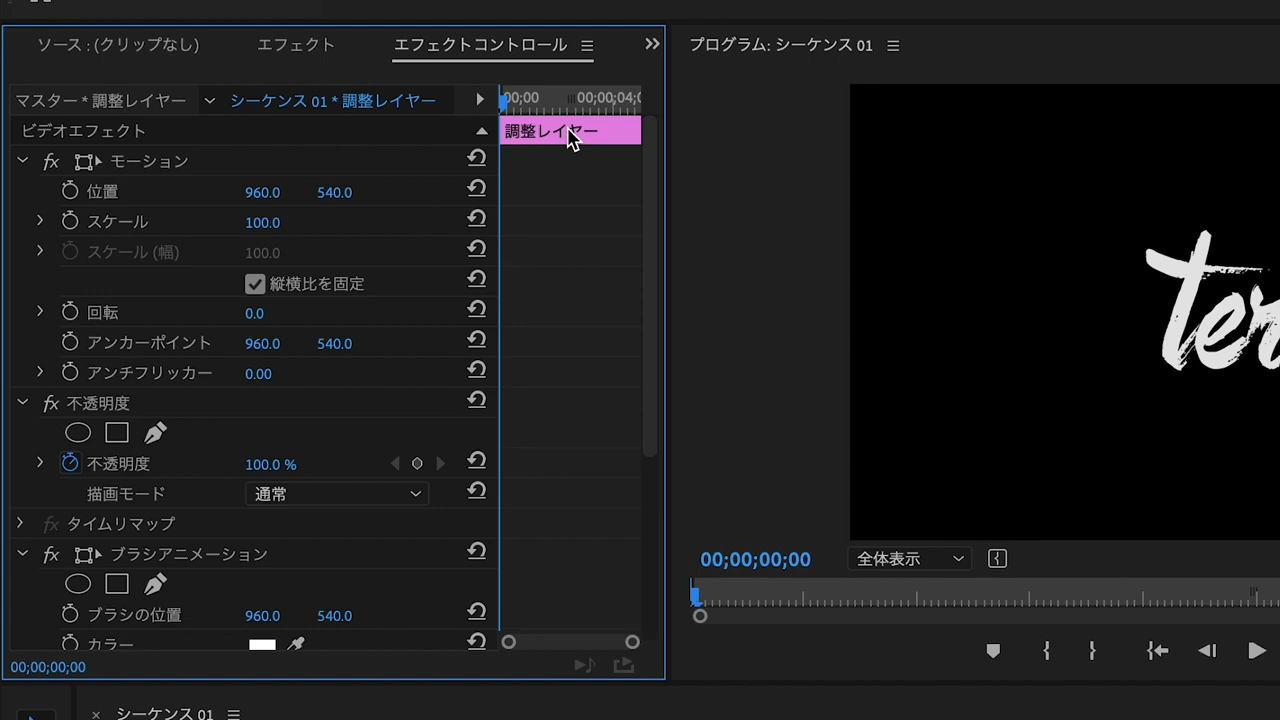 ソース : (クリップなし) エフェクト エフェクトコントロール
プログラム: シーケンス 01
マスター * 調整レイヤー シーケンス 01 * 調整レイヤー 00;00 00;00;04;0
ビデオエフェクト 調整レイヤー
fx モーション
位置 960.0 540.0
スケール 100.0
スケール (幅) 100.0
縦横比を固定
回転 0.0
アンカーポイント 960.0 540.0
アンチフリッカー 0.00
fx 不透明度
不透明度 100.0 %
描画モード 通常
fx タイムリマップ
fx ブラシアニメーション
ブラシの位置 960.0 540.0
カラー
00;00;00;00
ter
00;00;00;00 全体表示
シーケンス 01